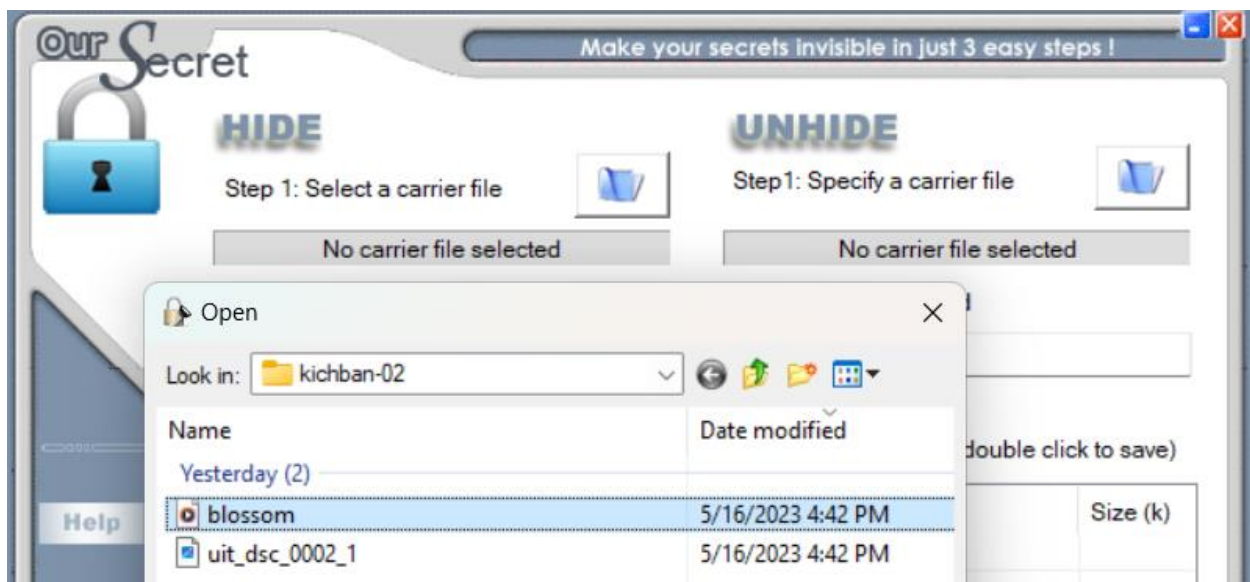 Our Secret
Make your secrets invisible in just 3 easy steps !
HIDE
Step 1: Select a carrier file
No carrier file selected
UNHIDE
Step1: Specify a carrier file
No carrier file selected
Open
Look in: kichban-02
Name Date modified
Yesterday (2)
blossom 5/16/2023 4:42 PM
uit_dsc_0002_1 5/16/2023 4:42 PM
double click to save)
Size (k)
Help